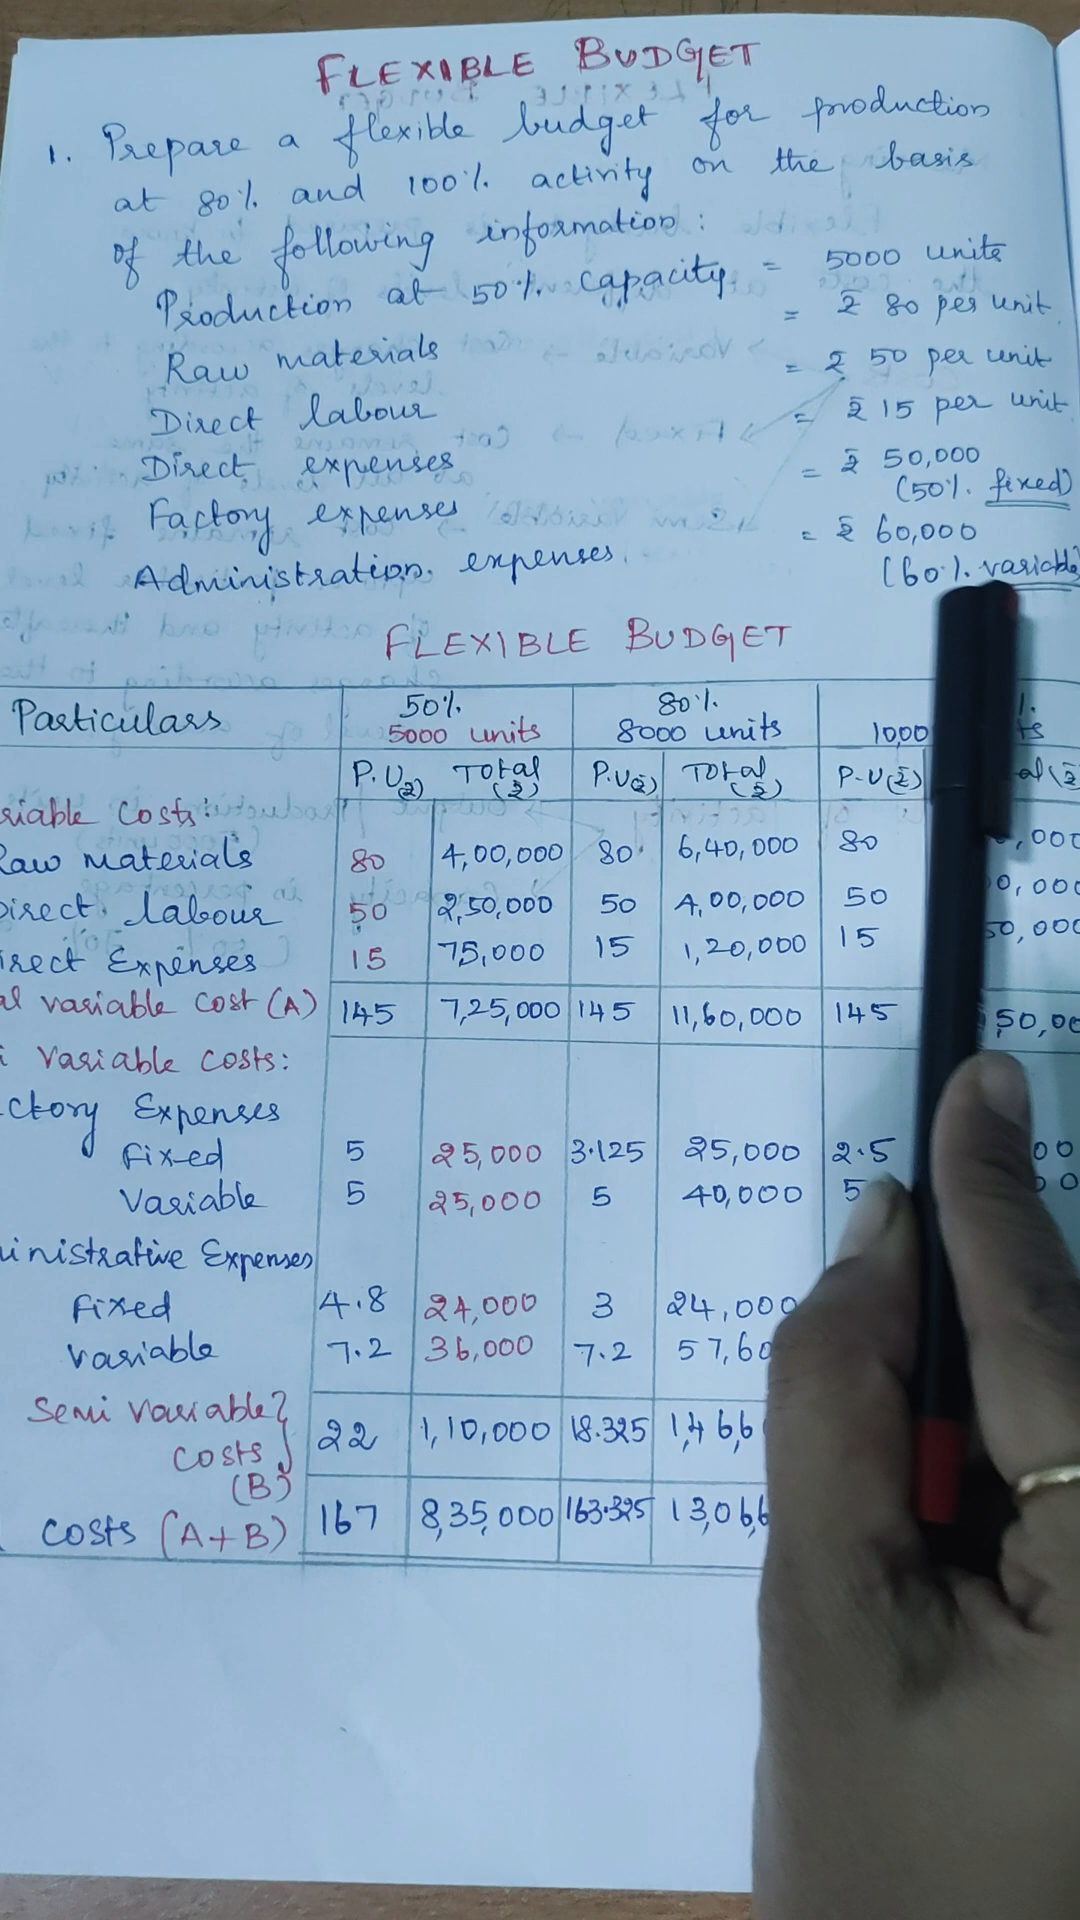 FLEXIBLE BUDGET
1. Prepare a flexible budget for production
at 80% and 100% activity on the basis
of the following information:
Production at 50% capacity = 5000 units
Raw materials = ₹ 80 per unit
Direct labour = ₹ 50 per unit
Direct expenses = ₹ 15 per unit
Factory expenses = ₹ 50,000
(50% fixed)
Administration expenses = ₹ 60,000
(60% variable
FLEXIBLE BUDGET
Particulars 50% 80%
5000 units 8000 units
P.U(₹) Total (₹) P.U(₹) Total (₹) P.U(₹)
Costs:
Raw materials 80 4,00,000 80 6,40,000 80
Direct labour 50 2,50,000 50 4,00,000 50
Expenses 15 75,000 15 1,20,000 15
variable cost (A) 145 7,25,000 145 11,60,000 145
Variable costs:
Expenses
Fixed 5 25,000 3.125 25,000 2.5
Variable 5 25,000 5 40,000 5
Expenses
Fixed 4.8 24,000 3 24,000
Variable 7.2 36,000 7.2
Semi Variable
costs
(B) 22 1,10,000 18.325
costs (A+B) 167 8,35,000 163.325